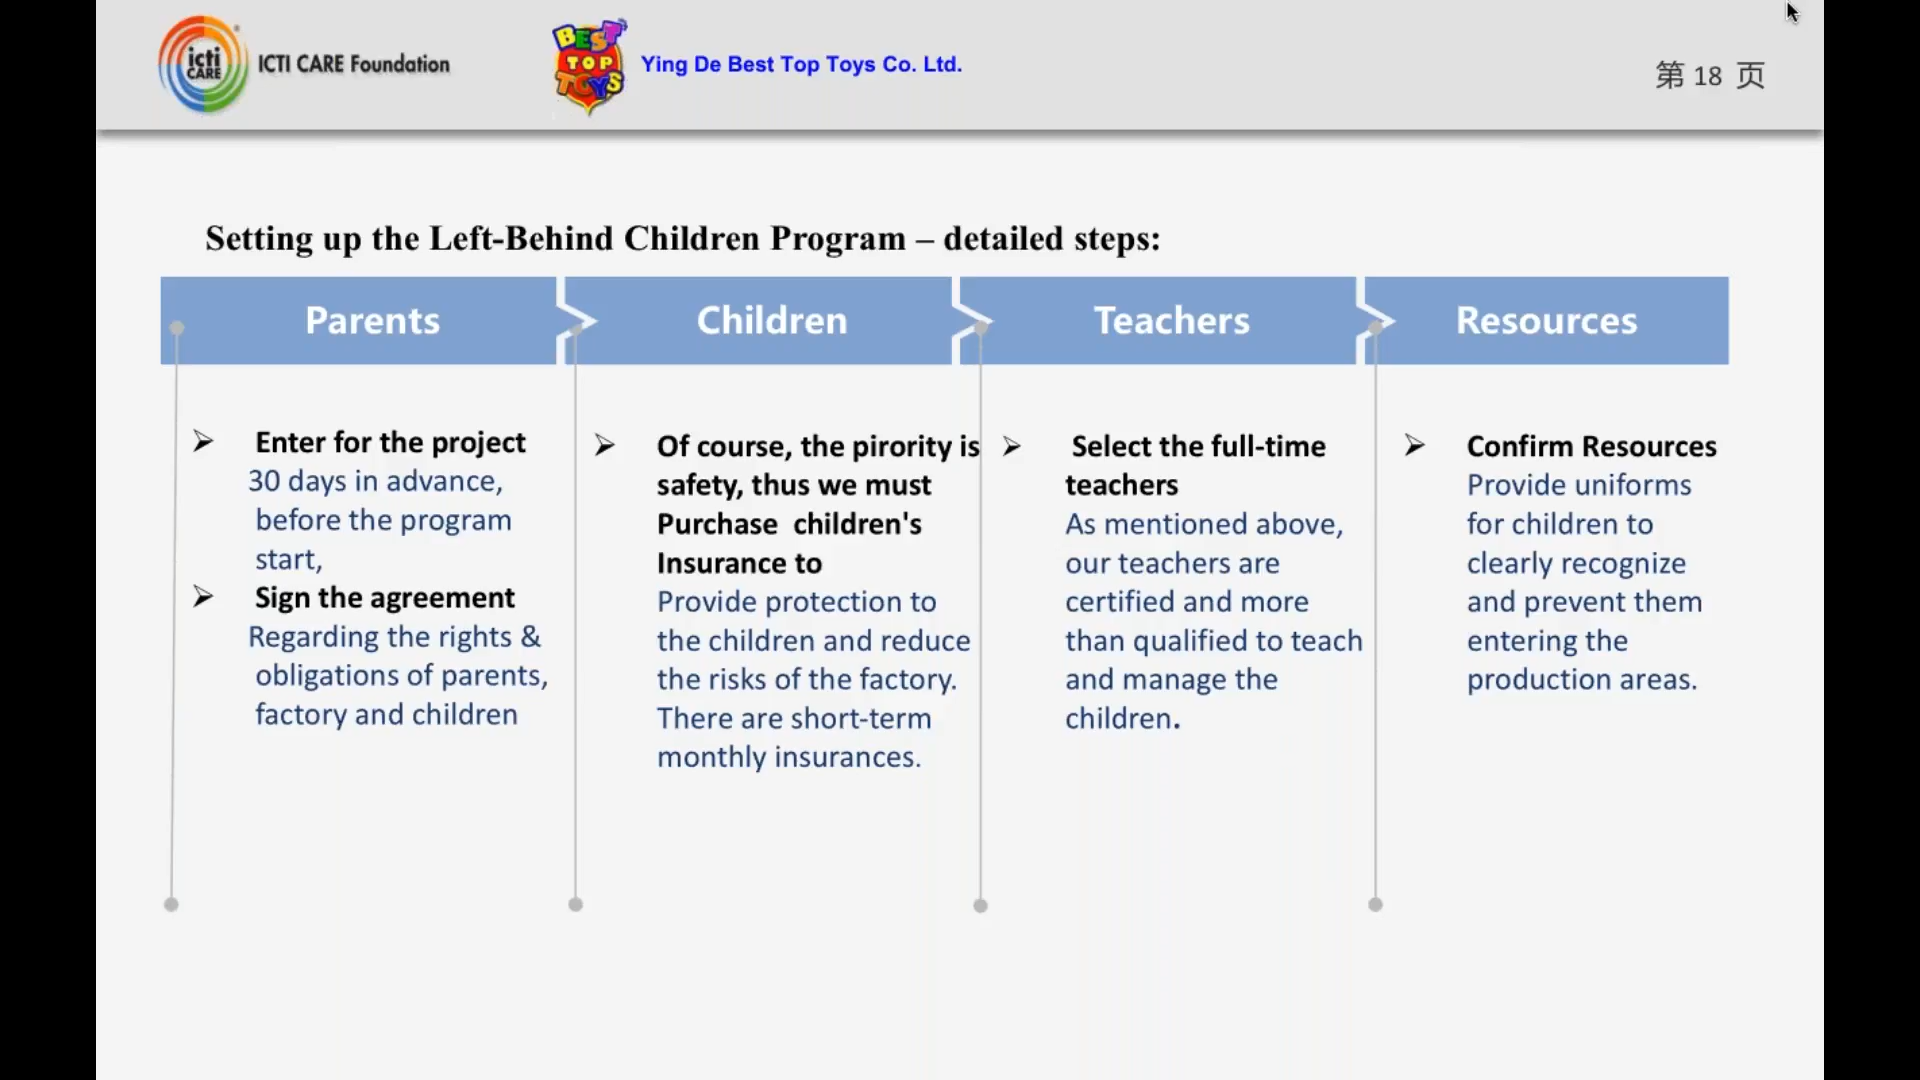 icti
CARE
ICTI CARE Foundation
BEST
TOP
TOYS
Ying De Best Top Toys Co. Ltd.
第 18 页
Setting up the Left-Behind Children Program – detailed steps:
Parents
Children
Teachers
Resources
Enter for the project
30 days in advance,
before the program
start,
Sign the agreement
Regarding the rights &
obligations of parents,
factory and children
Of course, the pirority is
safety, thus we must
Purchase children's
Insurance to
Provide protection to
the children and reduce
the risks of the factory.
There are short-term
monthly insurances.
Select the full-time
teachers
As mentioned above,
our teachers are
certified and more
than qualified to teach
and manage the
children.
Confirm Resources
Provide uniforms
for children to
clearly recognize
and prevent them
entering the
production areas.